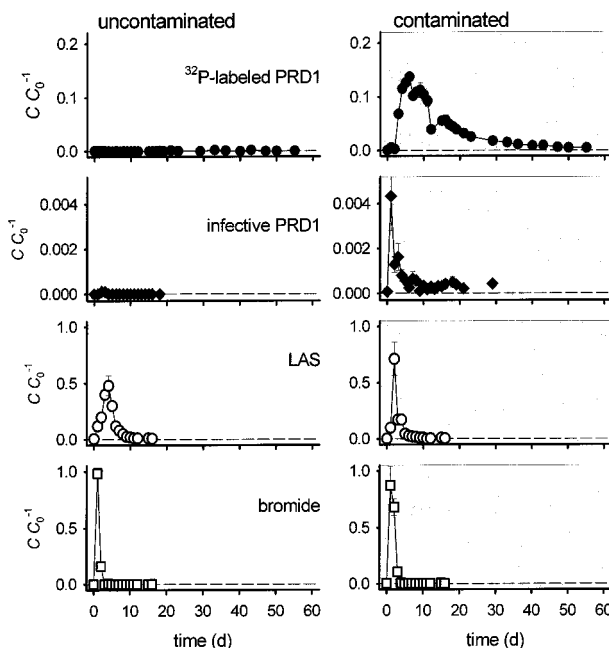 uncontaminated contaminated
0.2 0.2
³²P-labeled PRD1
C C₀⁻¹ 0.1 0.1
0.0 0.0
0.004 0.004
infective PRD1
C C₀⁻¹ 0.002 0.002
0.000 0.000
1.0 1.0
LAS
C C₀⁻¹ 0.5 0.5
0.0 0.0
1.0 1.0
bromide
C C₀⁻¹ 0.5 0.5
0.0 0.0
0 10 20 30 40 50 60 0 10 20 30 40 50 60
time (d) time (d)